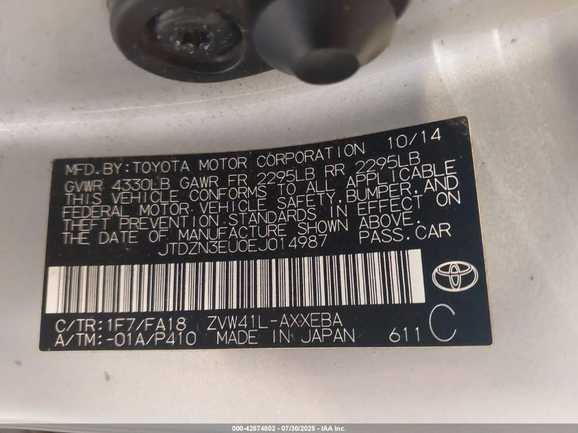 10/14
MFD. BY: TOYOTA MOTOR CORPORATION
GVWR 4330LB GAWR FR 2295LB RR 2295LB
THIS VEHICLE CONFORMS TO ALL APPLICABLE
FEDERAL MOTOR VEHICLE SAFETY, BUMPER, AND
THEFT PREVENTION STANDARDS IN EFFECT ON
THE DATE OF MANUFACTURE SHOWN ABOVE.
JTDZN3EU0EJ014987 PASS. CAR
C/TR: 1F7/FA18 ZVW41L-AXXEBA
A/TM: -01A/P410 MADE IN JAPAN 611 C
000-42874802 - 07/30/2025 - IAA Inc.